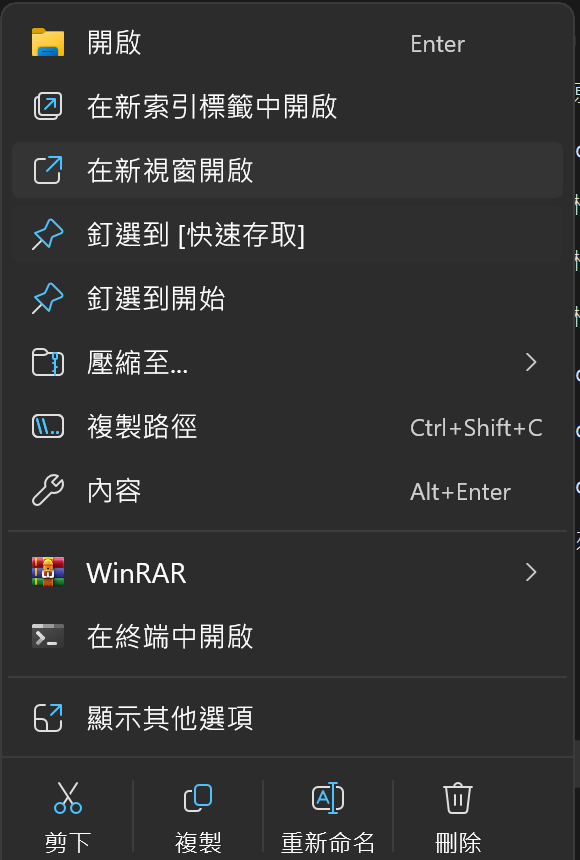 開啟 Enter
在新索引標籤中開啟
在新視窗開啟
釘選到 [快速存取]
釘選到開始
壓縮至...
複製路徑 Ctrl+Shift+C
內容 Alt+Enter
WinRAR
在終端中開啟
顯示其他選項
剪下 複製 重新命名 刪除